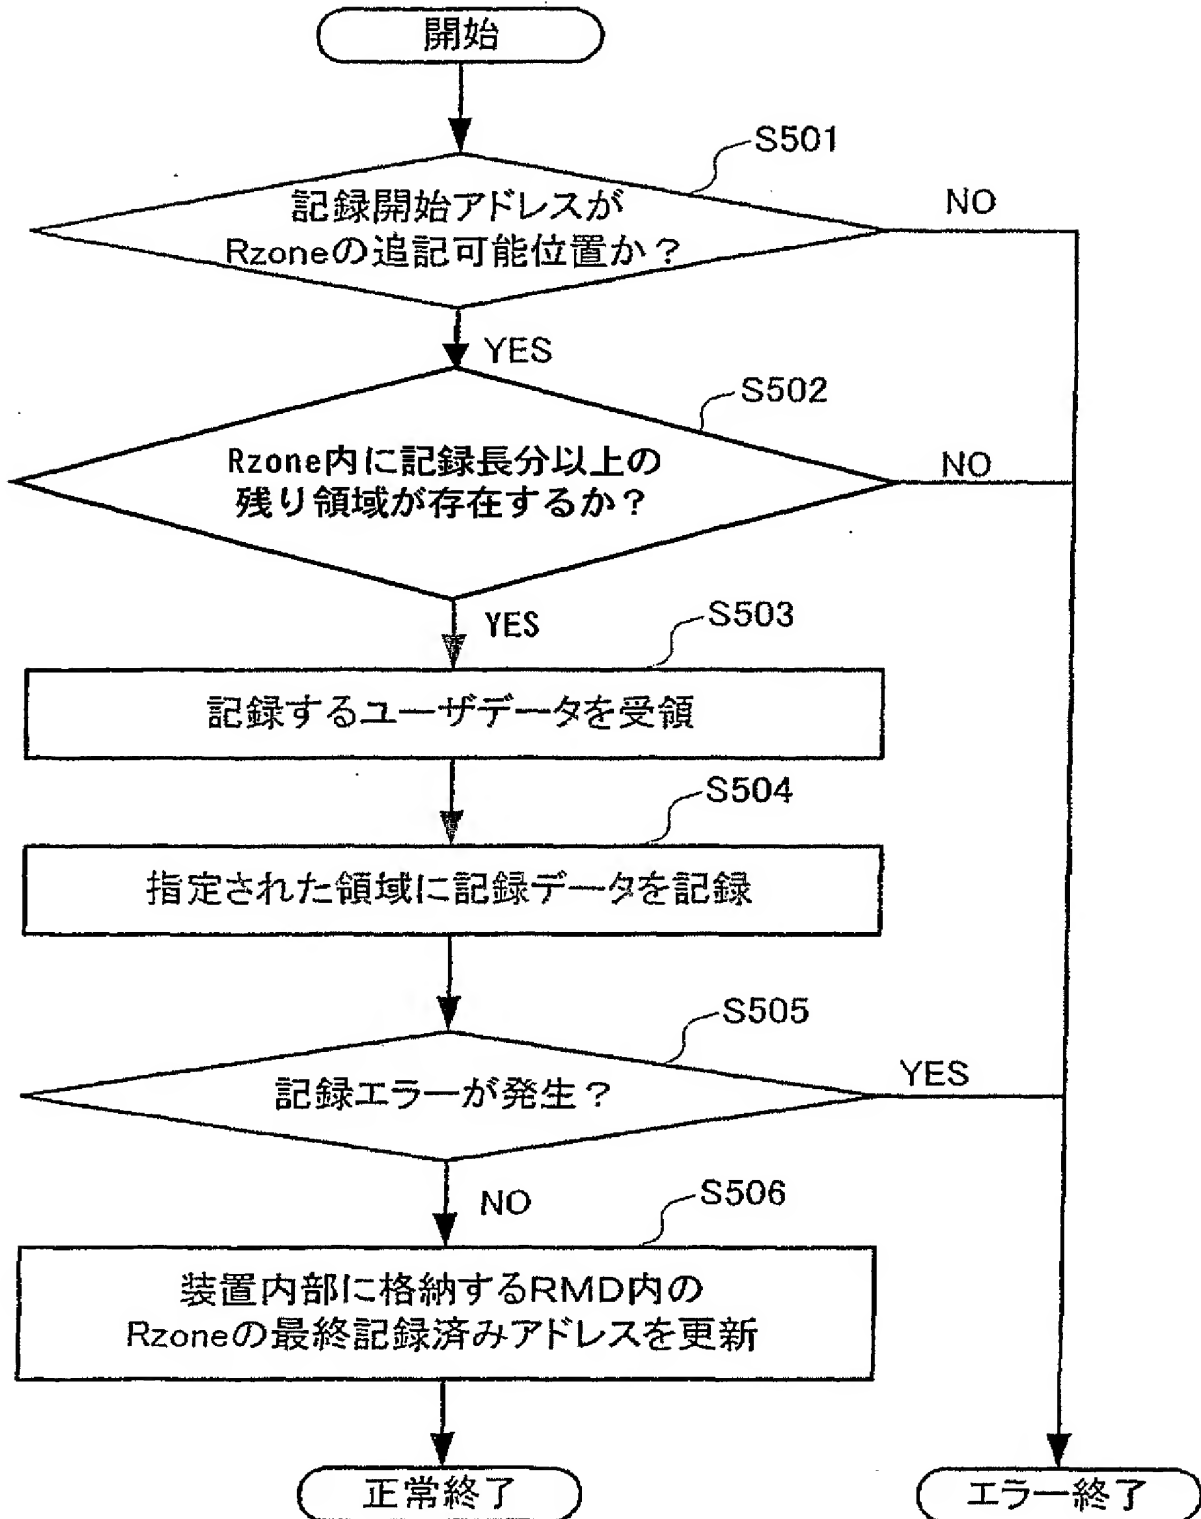 開始
S501
記録開始アドレスが
NO
Rzoneの追記可能位置か?
YES
S502
Rzone内に記録長分以上の
NO
残り領域が存在するか?
YES
S503
記録するユーザデータを受領
S504
指定された領域に記録データを記録
S505
記録エラーが発生?
YES
NO
S506
装置内部に格納するRMD内の
Rzoneの最終記録済みアドレスを更新
正常終了
エラー終了